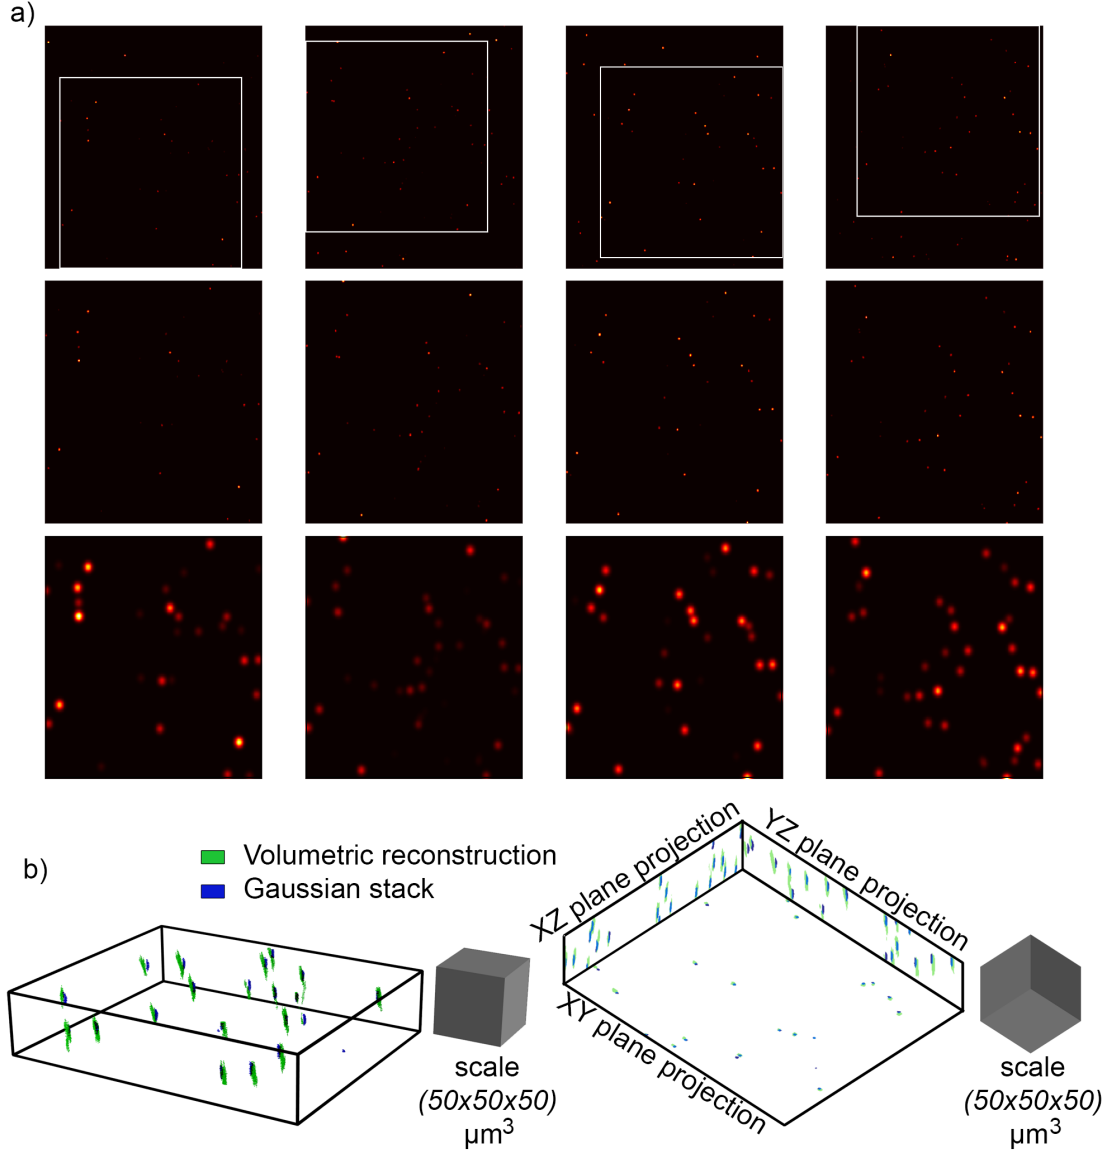 a)
b)
Volumetric reconstruction
Gaussian stack
scale
(50x50x50)
µm³
XZ plane projection
YZ plane projection
XY plane projection
scale
(50x50x50)
µm³